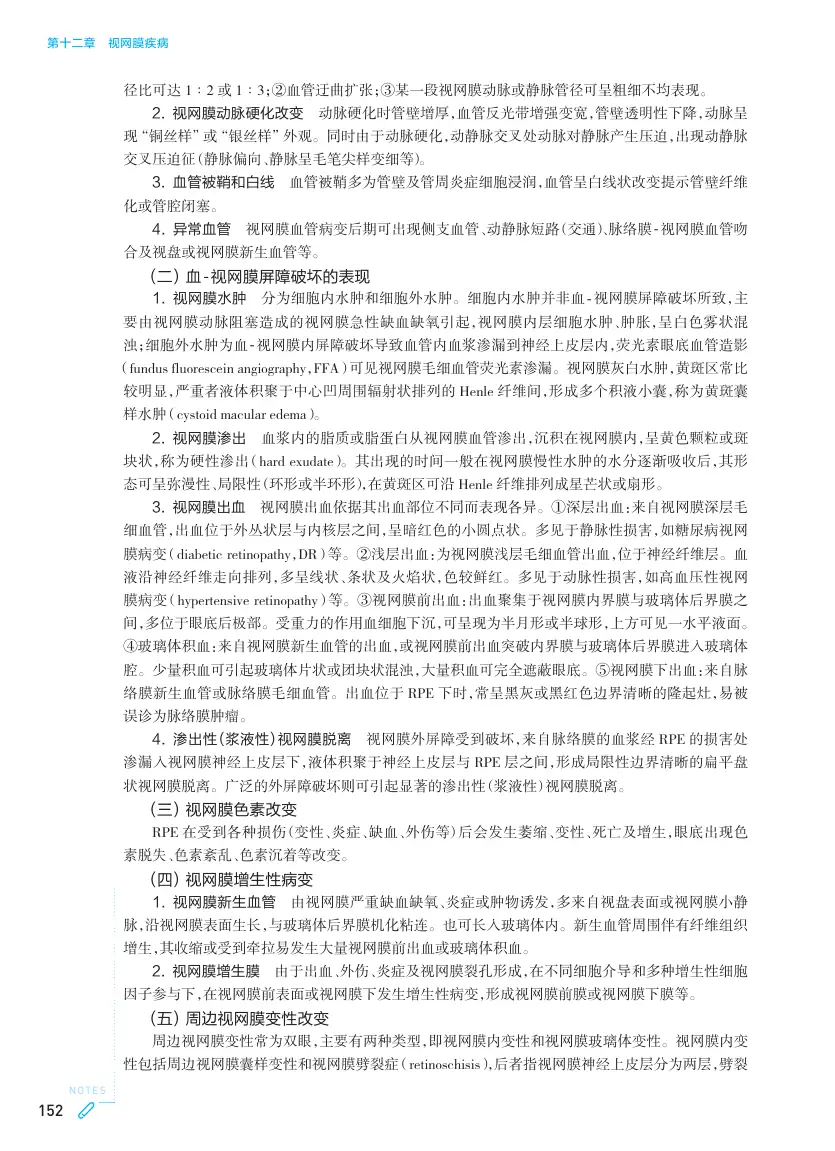 第十二章 视网膜疾病
径比可达 1∶2 或 1∶3;②血管迂曲扩张;③某一段视网膜动脉或静脉管径可呈粗细不均表现。
2. 视网膜动脉硬化改变 动脉硬化时管壁增厚,血管反光带增强变宽,管壁透明性下降,动脉呈
现“铜丝样”或“银丝样”外观。同时由于动脉硬化,动静脉交叉处动脉对静脉产生压迫,出现动静脉
交叉压迫征(静脉偏向、静脉呈毛笔尖样变细等)。
3. 血管被鞘和白线 血管被鞘多为管壁及管周炎症细胞浸润,血管呈白线状改变提示管壁纤维
化或管腔闭塞。
4. 异常血管 视网膜血管病变后期可出现侧支血管、动静脉短路(交通)、脉络膜-视网膜血管吻
合及视盘或视网膜新生血管等。
(二) 血-视网膜屏障破坏的表现
1. 视网膜水肿 分为细胞内水肿和细胞外水肿。细胞内水肿并非血-视网膜屏障破坏所致,主
要由视网膜动脉阻塞造成的视网膜急性缺血缺氧引起,视网膜内层细胞水肿、肿胀,呈白色雾状混
浊;细胞外水肿为血-视网膜内屏障破坏导致血管内血浆渗漏到神经上皮层内,荧光素眼底血管造影
(fundus fluorescein angiography,FFA)可见视网膜毛细血管荧光素渗漏。视网膜灰白水肿,黄斑区常比
较明显,严重者液体积聚于中心凹周围辐射状排列的 Henle 纤维间,形成多个积液小囊,称为黄斑囊
样水肿(cystoid macular edema)。
2. 视网膜渗出 血浆内的脂质或脂蛋白从视网膜血管渗出,沉积在视网膜内,呈黄色颗粒或斑
块状,称为硬性渗出(hard exudate)。其出现的时间一般在视网膜慢性水肿的水分逐渐吸收后,其形
态可呈弥漫性、局限性(环形或半环形),在黄斑区可沿 Henle 纤维排列成星芒状或扇形。
3. 视网膜出血 视网膜出血依据其出血部位不同而表现各异。①深层出血:来自视网膜深层毛
细血管,出血位于外丛状层与内核层之间,呈暗红色的小圆点状。多见于静脉性损害,如糖尿病视网
膜病变(diabetic retinopathy,DR)等。②浅层出血:为视网膜浅层毛细血管出血,位于神经纤维层。血
液沿神经纤维走向排列,多呈线状、条状及火焰状,色较鲜红。多见于动脉性损害,如高血压性视网
膜病变(hypertensive retinopathy)等。③视网膜前出血:出血聚集于视网膜内界膜与玻璃体后界膜之
间,多位于眼底后极部。受重力的作用血细胞下沉,可呈现为半月形或半球形,上方可见一水平液面。
④玻璃体积血:来自视网膜新生血管的出血,或视网膜前出血突破内界膜与玻璃体后界膜进入玻璃体
腔。少量积血可引起玻璃体片状或团块状混浊,大量积血可完全遮蔽眼底。⑤视网膜下出血:来自脉
络膜新生血管或脉络膜毛细血管。出血位于 RPE 下时,常呈黑灰或黑红色边界清晰的隆起灶,易被
误诊为脉络膜肿瘤。
4. 渗出性(浆液性)视网膜脱离 视网膜外屏障受到破坏,来自脉络膜的血浆经 RPE 的损害处
渗漏入视网膜神经上皮层下,液体积聚于神经上皮层与 RPE 层之间,形成局限性边界清晰的扁平盘
状视网膜脱离。广泛的外屏障破坏则可引起显著的渗出性(浆液性)视网膜脱离。
(三) 视网膜色素改变
RPE 在受到各种损伤(变性、炎症、缺血、外伤等)后会发生萎缩、变性、死亡及增生,眼底出现色
素脱失、色素紊乱、色素沉着等改变。
(四) 视网膜增生性病变
1. 视网膜新生血管 由视网膜严重缺血缺氧、炎症或肿物诱发,多来自视盘表面或视网膜小静
脉,沿视网膜表面生长,与玻璃体后界膜机化粘连。也可长入玻璃体内。新生血管周围伴有纤维组织
增生,其收缩或受到牵拉易发生大量视网膜前出血或玻璃体积血。
2. 视网膜增生膜 由于出血、外伤、炎症及视网膜裂孔形成,在不同细胞介导和多种增生性细胞
因子参与下,在视网膜前表面或视网膜下发生增生性病变,形成视网膜前膜或视网膜下膜等。
(五) 周边视网膜变性改变
周边视网膜变性常为双眼,主要有两种类型,即视网膜内变性和视网膜玻璃体变性。视网膜内变
性包括周边视网膜囊样变性和视网膜劈裂症(retinoschisis),后者指视网膜神经上皮层分为两层,劈裂
NOTES
152